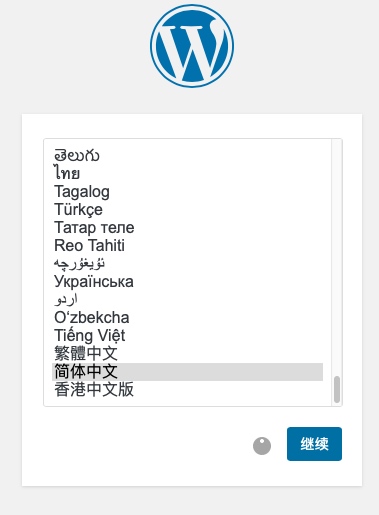 తెలుగు
ไทย
Tagalog
Türkçe
Татар теле
Reo Tahiti
ئۇيغۇرچە
Українська
اردو
O‘zbekcha
Tiếng Việt
繁體中文
简体中文
香港中文版
继续